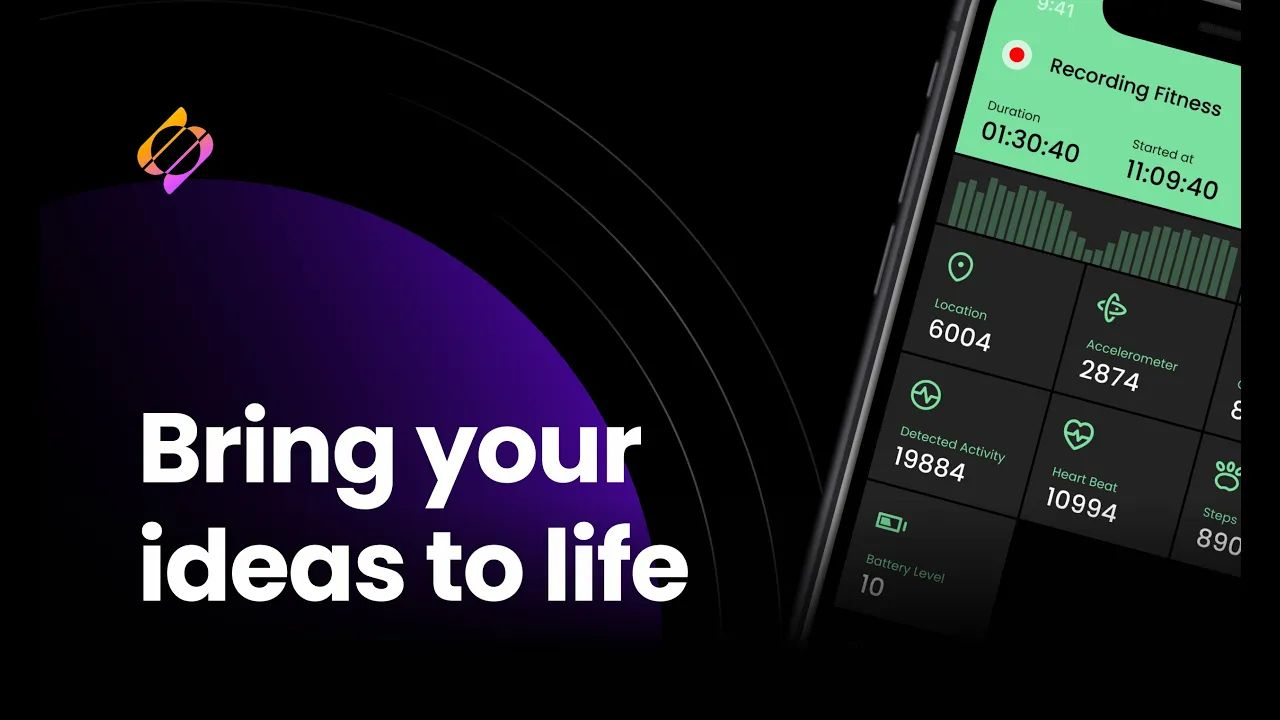 Bring your
ideas to life
9:41
Recording Fitness
Duration
01:30:40
Started at
11:09:40
Location
6004
Accelerometer
2874
Detected Activity
19884
Heart Beat
10994
Steps
890
Battery Level
10